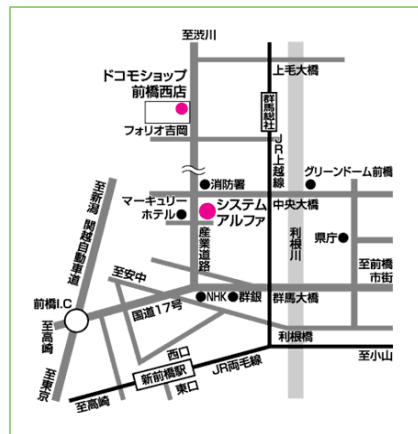 至渋川
ドコモショップ
前橋西店
フォリオ吉岡
上毛大橋
群馬総社
JR上越線
消防署
グリーンドーム前橋
マーキュリー
ホテル
システム
アルファ
中央大橋
至新潟
関越自動車道
産業道路
利根川
県庁
至前橋
市街
至安中
前橋I.C
国道17号
NHK
群銀
群馬大橋
至高崎
利根橋
至東京
西口
新前橋駅
東口
JR両毛線
至高崎
至小山